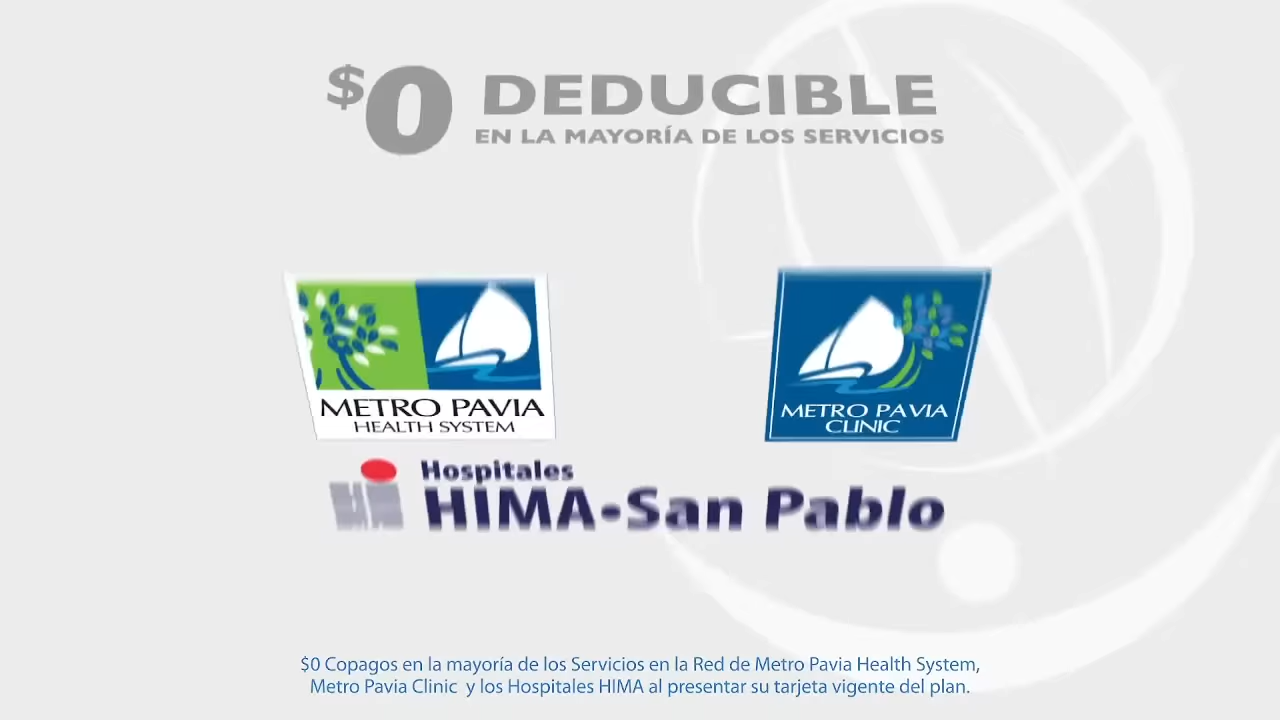 $0 DEDUCIBLE
EN LA MAYORÍA DE LOS SERVICIOS
METRO PAVIA
HEALTH SYSTEM
METRO PAVIA
CLINIC
Hospitales
HIMA•San Pablo
$0 Copagos en la mayoría de los Servicios en la Red de Metro Pavia Health System,
Metro Pavia Clinic y los Hospitales HIMA al presentar su tarjeta vigente del plan.